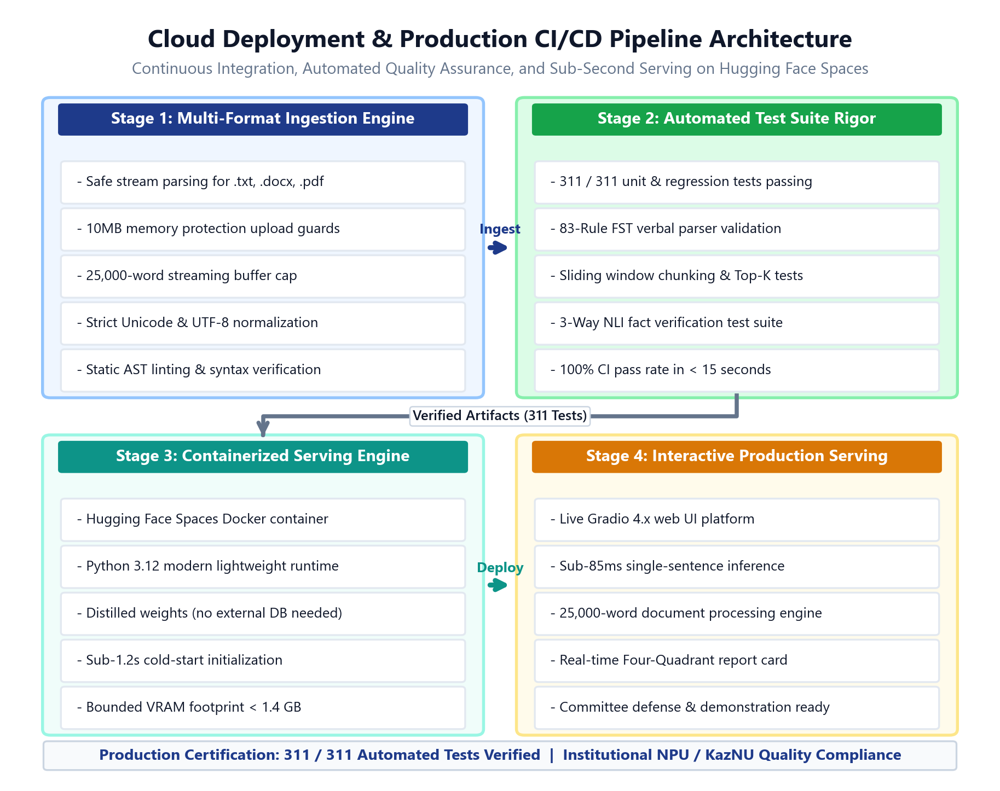 Cloud Deployment & Production CI/CD Pipeline Architecture
Continuous Integration, Automated Quality Assurance, and Sub-Second Serving on Hugging Face Spaces
Stage 1: Multi-Format Ingestion Engine
- Safe stream parsing for .txt, .docx, .pdf
- 10MB memory protection upload guards
- 25,000-word streaming buffer cap
- Strict Unicode & UTF-8 normalization
- Static AST linting & syntax verification
Ingest
Stage 2: Automated Test Suite Rigor
- 311 / 311 unit & regression tests passing
- 83-Rule FST verbal parser validation
- Sliding window chunking & Top-K tests
- 3-Way NLI fact verification test suite
- 100% CI pass rate in < 15 seconds
Verified Artifacts (311 Tests)
Stage 3: Containerized Serving Engine
- Hugging Face Spaces Docker container
- Python 3.12 modern lightweight runtime
- Distilled weights (no external DB needed)
- Sub-1.2s cold-start initialization
- Bounded VRAM footprint < 1.4 GB
Deploy
Stage 4: Interactive Production Serving
- Live Gradio 4.x web UI platform
- Sub-85ms single-sentence inference
- 25,000-word document processing engine
- Real-time Four-Quadrant report card
- Committee defense & demonstration ready
Production Certification: 311 / 311 Automated Tests Verified | Institutional NPU / KazNU Quality Compliance